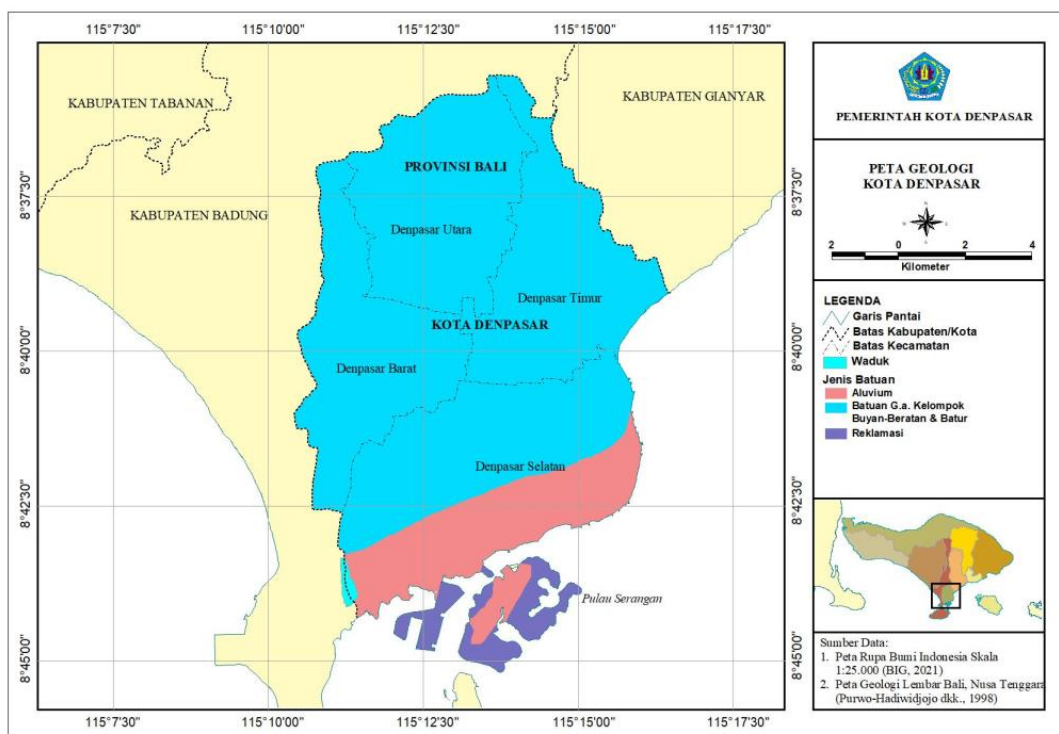 115°7'30" 115°10'00" 115°12'30" 115°15'00" 115°17'30"
KABUPATEN TABANAN
KABUPATEN GIANYAR
PROVINSI BALI
KABUPATEN BADUNG
Denpasar Utara
Denpasar Timur
KOTA DENPASAR
Denpasar Barat
Denpasar Selatan
Pulau Serangan
8°37'30"
8°40'00"
8°42'30"
8°45'00"
8°37'30"
8°40'00"
8°42'30"
8°45'00"
115°7'30" 115°10'00" 115°12'30" 115°15'00" 115°17'30"
PEMERINTAH KOTA DENPASAR
PETA GEOLOGI
KOTA DENPASAR
2 0 2 4
Kilometer
LEGENDA
Garis Pantai
Batas Kabupaten/Kota
Batas Kecamatan
Waduk
Jenis Batuan
Aluvium
Batuan G.a. Kelompok
Buyan-Beratan & Batur
Reklamasi
Sumber Data:
1. Peta Rupa Bumi Indonesia Skala
1:25.000 (BIG, 2021)
2. Peta Geologi Lembar Bali, Nusa Tenggara
(Purwo-Hadiwidjojo dkk., 1998)